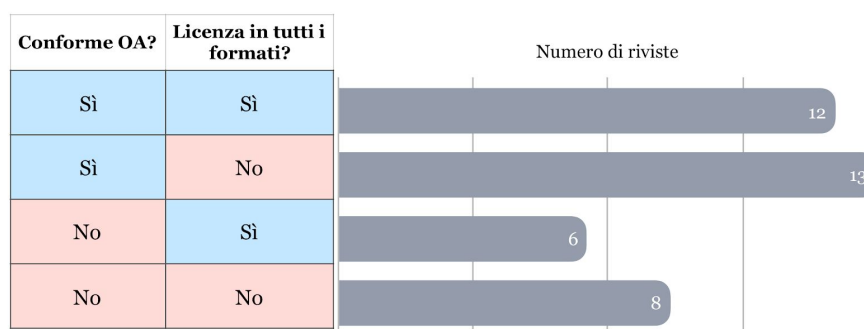 Conforme OA?
Licenza in tutti i
formati?
Numero di riviste
Sì
Sì
12
Sì
No
13
No
Sì
6
No
No
8